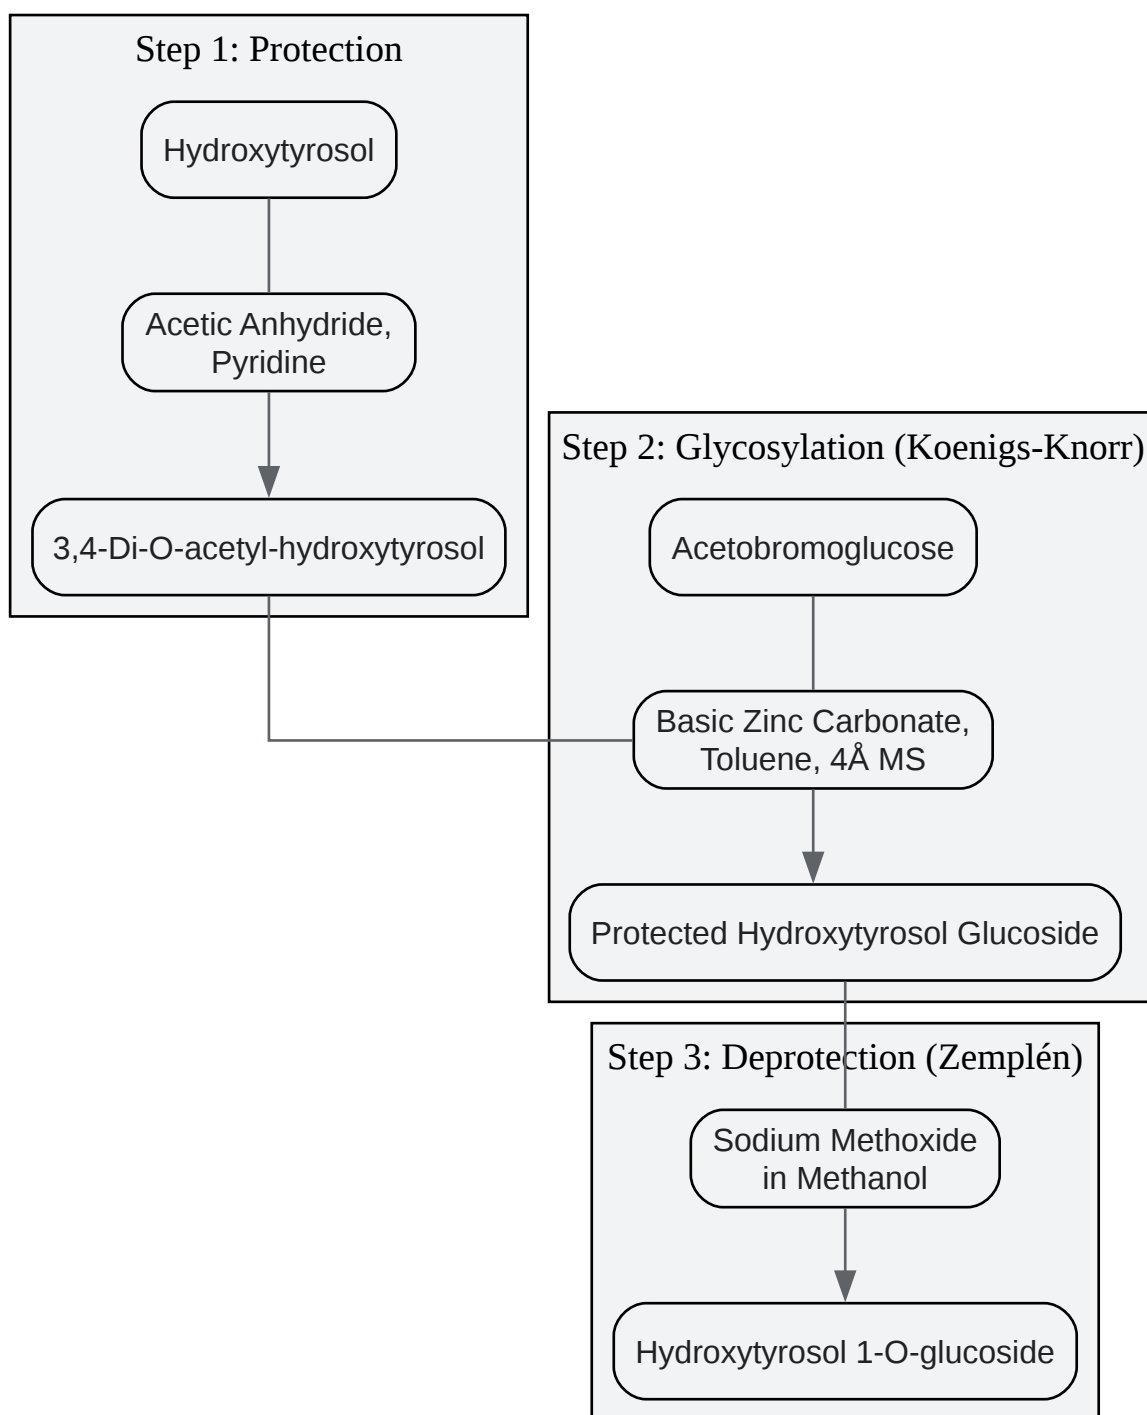 Step 1: Protection
Hydroxytyrosol
Acetic Anhydride,
Pyridine
3,4-Di-O-acetyl-hydroxytyrosol
Step 2: Glycosylation (Koenigs-Knorr)
Acetobromoglucose
Basic Zinc Carbonate,
Toluene, 4Å MS
Protected Hydroxytyrosol Glucoside
Step 3: Deprotection (Zemplén)
Sodium Methoxide
in Methanol
Hydroxytyrosol 1-O-glucoside